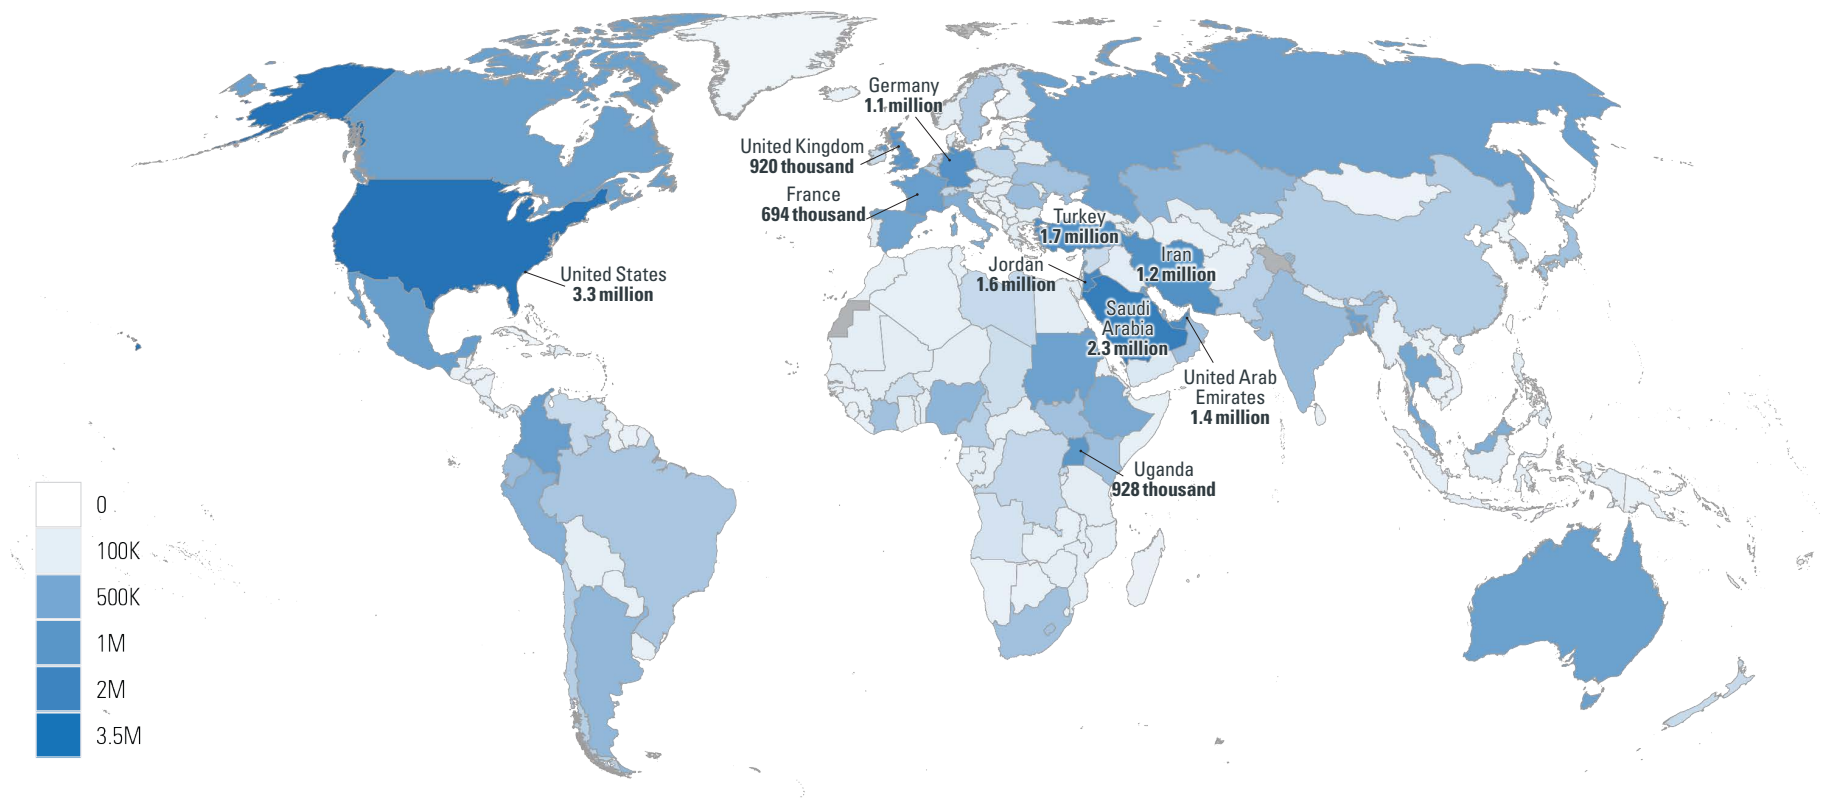 Germany
1.1 million
United Kingdom
920 thousand
France
694 thousand
Turkey
1.7 million
Iran
1.2 million
Jordan
1.6 million
United States
3.3 million
Saudi
Arabia
2.3 million
United Arab
Emirates
1.4 million
Uganda
928 thousand
0
100K
500K
1M
2M
3.5M